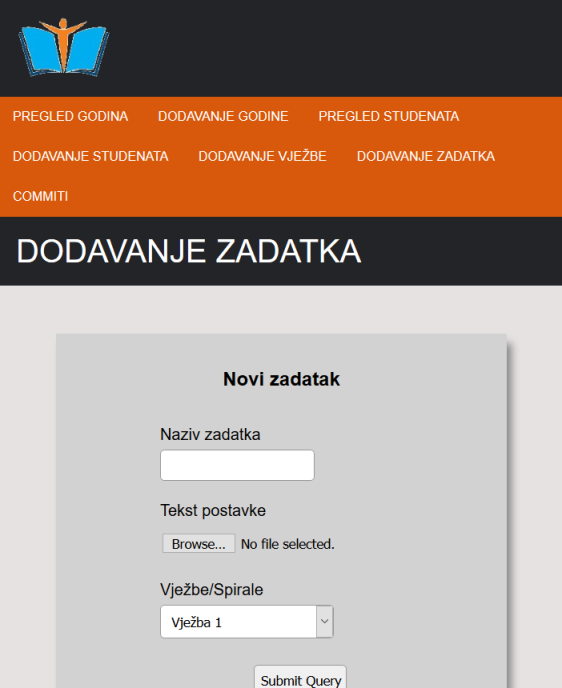 PREGLED GODINA DODAVANJE GODINE PREGLED STUDENATA
DODAVANJE STUDENATA DODAVANJE VJEŽBE DODAVANJE ZADATKA
COMMITI
DODAVANJE ZADATKA
Novi zadatak
Naziv zadatka
Tekst postavke
Browse... No file selected.
Vježbe/Spirale
Vježba 1
Submit Query